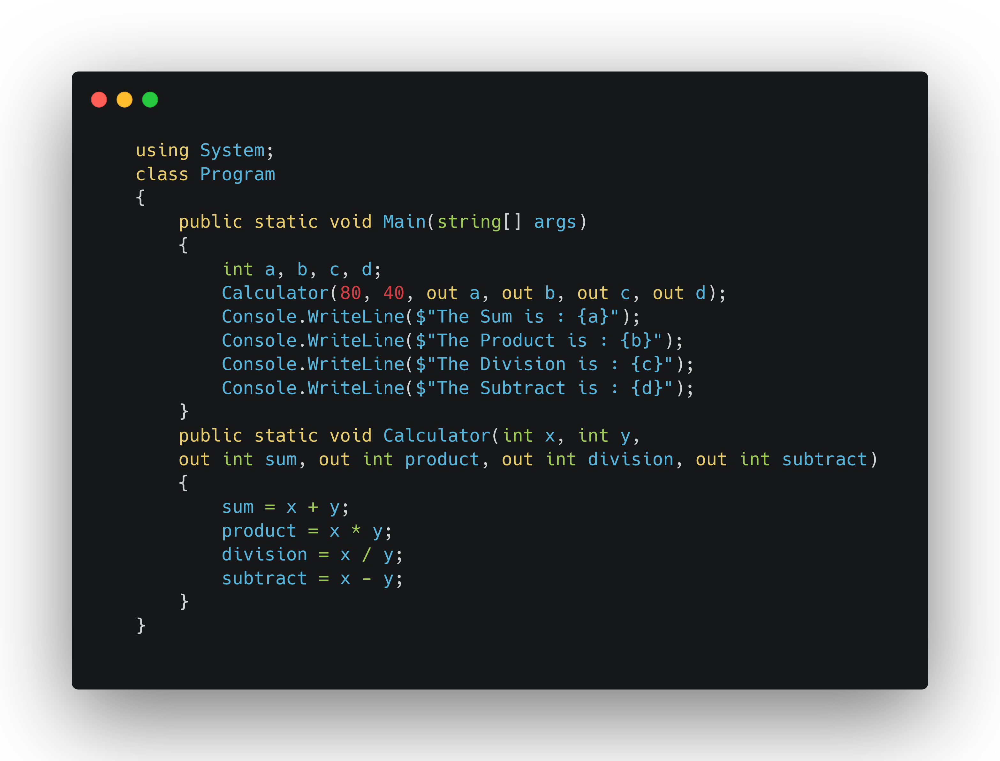 using System;
class Program
{
    public static void Main(string[] args)
    {
        int a, b, c, d;
        Calculator(80, 40, out a, out b, out c, out d);
        Console.WriteLine($"The Sum is : {a}");
        Console.WriteLine($"The Product is : {b}");
        Console.WriteLine($"The Division is : {c}");
        Console.WriteLine($"The Subtract is : {d}");
    }
    public static void Calculator(int x, int y,
    out int sum, out int product, out int division, out int subtract)
    {
        sum = x + y;
        product = x * y;
        division = x / y;
        subtract = x - y;
    }
}